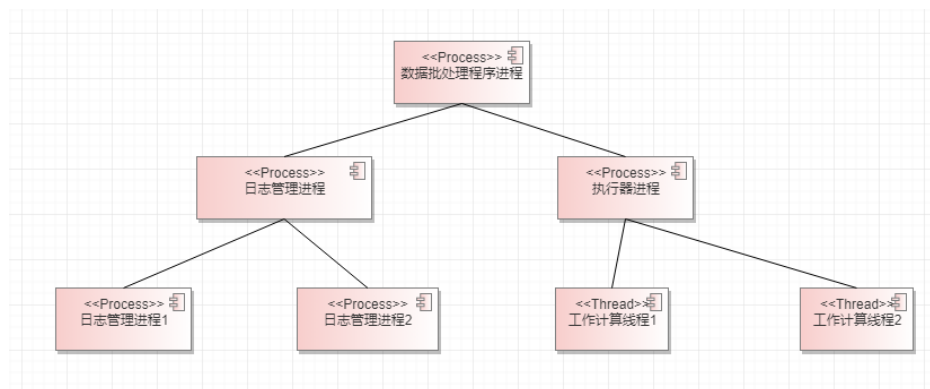 <<Process>>
数据批处理程序进程
<<Process>>
日志管理进程
<<Process>>
执行器进程
<<Process>>
日志管理进程1
<<Process>>
日志管理进程2
<<Thread>>
工作计算线程1
<<Thread>>
工作计算线程2